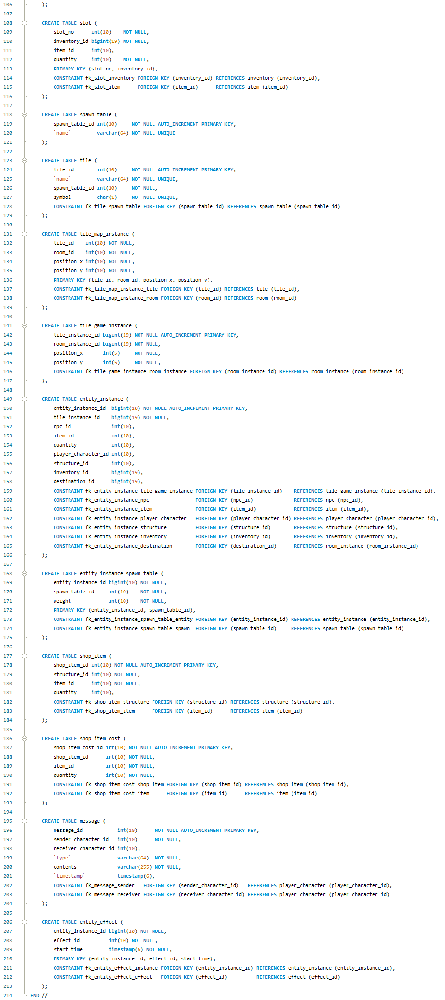 106 );
107
108 CREATE TABLE slot (
109 slot_no int(10) NOT NULL,
110 inventory_id bigint(19) NOT NULL,
111 item_id int(10),
112 quantity int(10) NOT NULL,
113 PRIMARY KEY (slot_no, inventory_id),
114 CONSTRAINT fk_slot_inventory FOREIGN KEY (inventory_id) REFERENCES inventory (inventory_id),
115 CONSTRAINT fk_slot_item FOREIGN KEY (item_id) REFERENCES item (item_id)
116 );
117
118 CREATE TABLE spawn_table (
119 spawn_table_id int(10) NOT NULL AUTO_INCREMENT PRIMARY KEY,
120 `name` varchar(64) NOT NULL UNIQUE
121 );
122
123 CREATE TABLE tile (
124 tile_id int(10) NOT NULL AUTO_INCREMENT PRIMARY KEY,
125 `name` varchar(64) NOT NULL UNIQUE,
126 spawn_table_id int(10) NOT NULL,
127 symbol char(1) NOT NULL UNIQUE,
128 CONSTRAINT fk_tile_spawn_table FOREIGN KEY (spawn_table_id) REFERENCES spawn_table (spawn_table_id)
129 );
130
131 CREATE TABLE tile_map_instance (
132 tile_id int(10) NOT NULL,
133 room_id int(10) NOT NULL,
134 position_x int(10) NOT NULL,
135 position_y int(10) NOT NULL,
136 PRIMARY KEY (tile_id, room_id, position_x, position_y),
137 CONSTRAINT fk_tile_map_instance_tile FOREIGN KEY (tile_id) REFERENCES tile (tile_id),
138 CONSTRAINT fk_tile_map_instance_room FOREIGN KEY (room_id) REFERENCES room (room_id)
139 );
140
141 CREATE TABLE tile_game_instance (
142 tile_instance_id bigint(19) NOT NULL AUTO_INCREMENT PRIMARY KEY,
143 room_instance_id bigint(19) NOT NULL,
144 position_x int(5) NOT NULL,
145 position_y int(5) NOT NULL,
146 CONSTRAINT fk_tile_game_instance_room_instance FOREIGN KEY (room_instance_id) REFERENCES room_instance (room_instance_id)
147 );
148
149 CREATE TABLE entity_instance (
150 entity_instance_id bigint(10) NOT NULL AUTO_INCREMENT PRIMARY KEY,
151 tile_instance_id bigint(19) NOT NULL,
152 npc_id int(10),
153 item_id int(10),
154 quantity int(10),
155 player_character_id int(10),
156 structure_id int(10),
157 inventory_id bigint(19),
158 destination_id bigint(19),
159 CONSTRAINT fk_entity_instance_tile_game_instance FOREIGN KEY (tile_instance_id) REFERENCES tile_game_instance (tile_instance_id),
160 CONSTRAINT fk_entity_instance_npc FOREIGN KEY (npc_id) REFERENCES npc (npc_id),
161 CONSTRAINT fk_entity_instance_item FOREIGN KEY (item_id) REFERENCES item (item_id),
162 CONSTRAINT fk_entity_instance_player_character FOREIGN KEY (player_character_id) REFERENCES player_character (player_character_id),
163 CONSTRAINT fk_entity_instance_structure FOREIGN KEY (structure_id) REFERENCES structure (structure_id),
164 CONSTRAINT fk_entity_instance_inventory FOREIGN KEY (inventory_id) REFERENCES inventory (inventory_id),
165 CONSTRAINT fk_entity_instance_destination FOREIGN KEY (destination_id) REFERENCES room_instance (room_instance_id)
166 );
167
168 CREATE TABLE entity_instance_spawn_table (
169 entity_instance_id bigint(10) NOT NULL,
170 spawn_table_id int(10) NOT NULL,
171 weight int(10) NOT NULL,
172 PRIMARY KEY (entity_instance_id, spawn_table_id),
173 CONSTRAINT fk_entity_instance_spawn_table_entity FOREIGN KEY (entity_instance_id) REFERENCES entity_instance (entity_instance_id),
174 CONSTRAINT fk_entity_instance_spawn_table_spawn FOREIGN KEY (spawn_table_id) REFERENCES spawn_table (spawn_table_id)
175 );
176
177 CREATE TABLE shop_item (
178 shop_item_id int(10) NOT NULL AUTO_INCREMENT PRIMARY KEY,
179 structure_id int(10) NOT NULL,
180 item_id int(10) NOT NULL,
181 quantity int(10),
182 CONSTRAINT fk_shop_item_structure FOREIGN KEY (structure_id) REFERENCES structure (structure_id),
183 CONSTRAINT fk_shop_item_item FOREIGN KEY (item_id) REFERENCES item (item_id)
184 );
185
186 CREATE TABLE shop_item_cost (
187 shop_item_cost_id int(10) NOT NULL AUTO_INCREMENT PRIMARY KEY,
188 shop_item_id int(10) NOT NULL,
189 item_id int(10) NOT NULL,
190 quantity int(10) NOT NULL,
191 CONSTRAINT fk_shop_item_cost_shop_item FOREIGN KEY (shop_item_id) REFERENCES shop_item (shop_item_id),
192 CONSTRAINT fk_shop_item_cost_item FOREIGN KEY (item_id) REFERENCES item (item_id)
193 );
194
195 CREATE TABLE message (
196 message_id int(10) NOT NULL AUTO_INCREMENT PRIMARY KEY,
197 sender_character_id int(10) NOT NULL,
198 receiver_character_id int(10),
199 `type` varchar(64) NOT NULL,
200 contents varchar(255) NOT NULL,
201 `timestamp` timestamp(6),
202 CONSTRAINT fk_message_sender FOREIGN KEY (sender_character_id) REFERENCES player_character (player_character_id),
203 CONSTRAINT fk_message_receiver FOREIGN KEY (receiver_character_id) REFERENCES player_character (player_character_id)
204 );
205
206 CREATE TABLE entity_effect (
207 entity_instance_id bigint(10) NOT NULL,
208 effect_id int(10) NOT NULL,
209 start_time timestamp(6) NOT NULL,
210 PRIMARY KEY (entity_instance_id, effect_id, start_time),
211 CONSTRAINT fk_entity_effect_instance FOREIGN KEY (entity_instance_id) REFERENCES entity_instance (entity_instance_id),
212 CONSTRAINT fk_entity_effect_effect FOREIGN KEY (effect_id) REFERENCES effect (effect_id)
213 );
214 END //